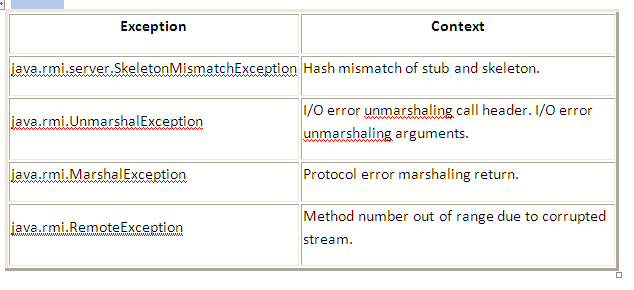 Exception Context
java.rmi.server.SkeletonMismatchException Hash mismatch of stub and skeleton.
java.rmi.UnmarshalException I/O error unmarshaling call header. I/O error
unmarshaling arguments.
java.rmi.MarshalException Protocol error marshaling return.
java.rmi.RemoteException Method number out of range due to corrupted
stream.